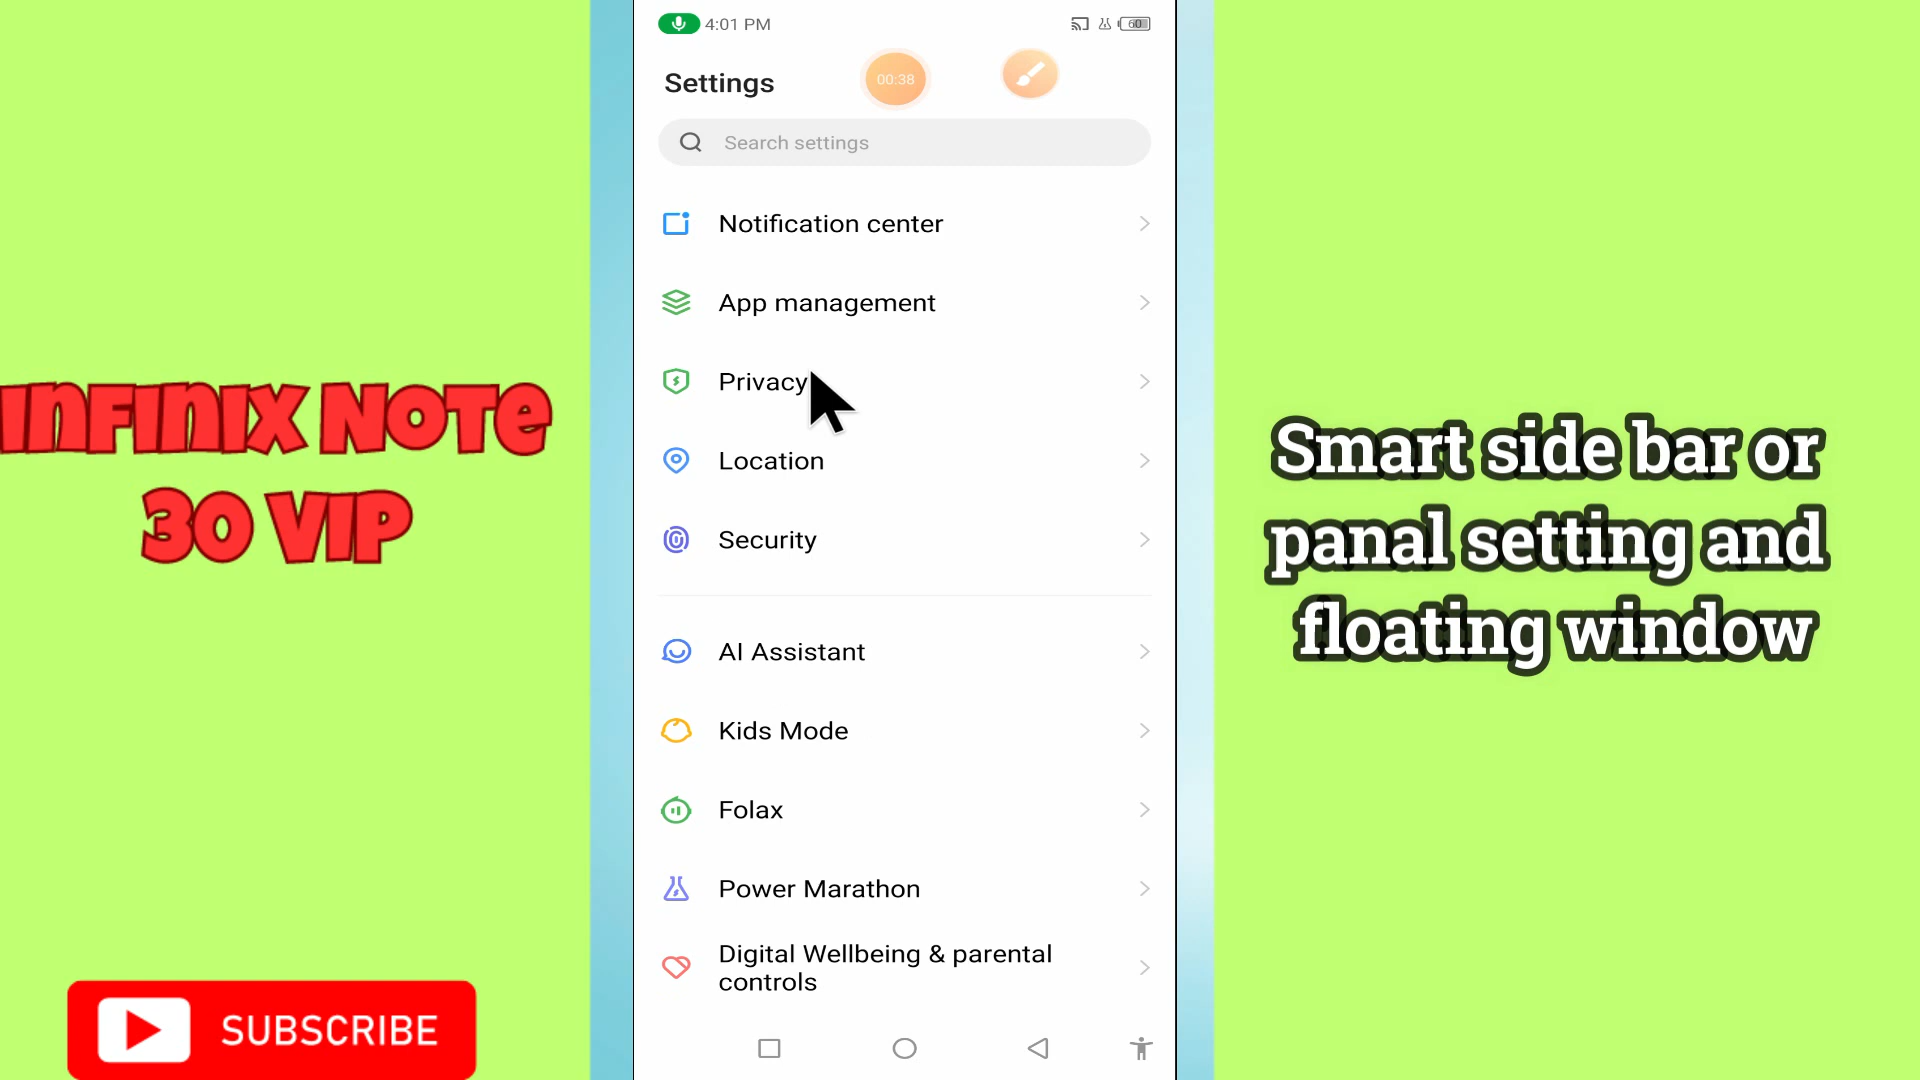 4:01 PM
60
Settings
00:38
Search settings
Notification center
App management
Privacy
Location
Security
AI Assistant
Kids Mode
Folax
Power Marathon
Digital Wellbeing & parental
controls
INFINIX NOTE
30 VIP
SUBSCRIBE
Smart side bar or
panal setting and
floating window